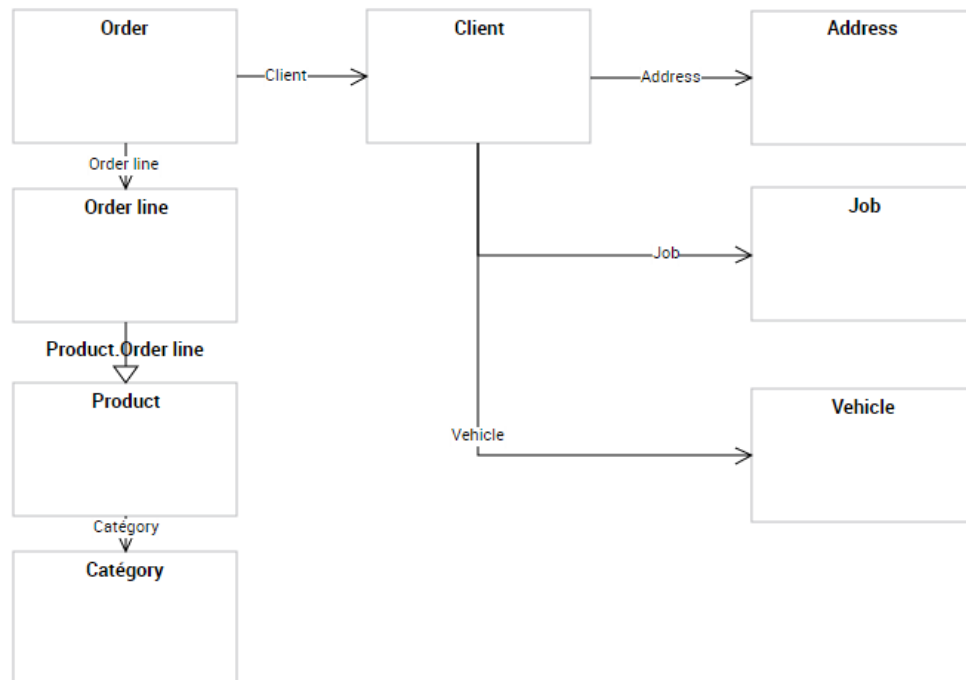 Order
Client
Address
Client
Address
Order line
Order line
Job
Job
Product.Order line
Product
Vehicle
Vehicle
Catégory
Catégory